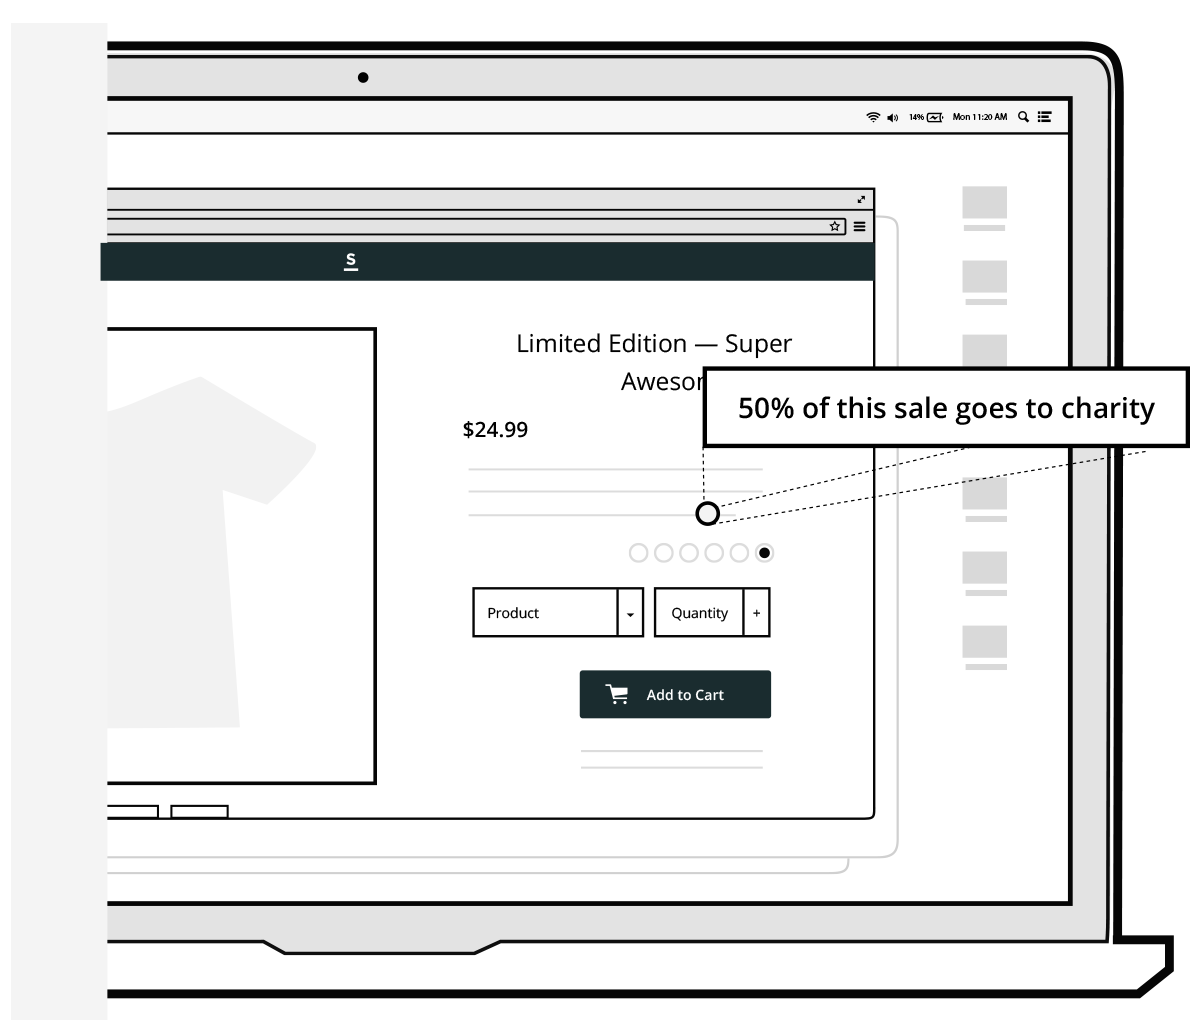 14%
Mon 11:20 AM
S
Limited Edition — Super
50% of this sale goes to charity
$24.99
Product
Quantity +
Add to Cart